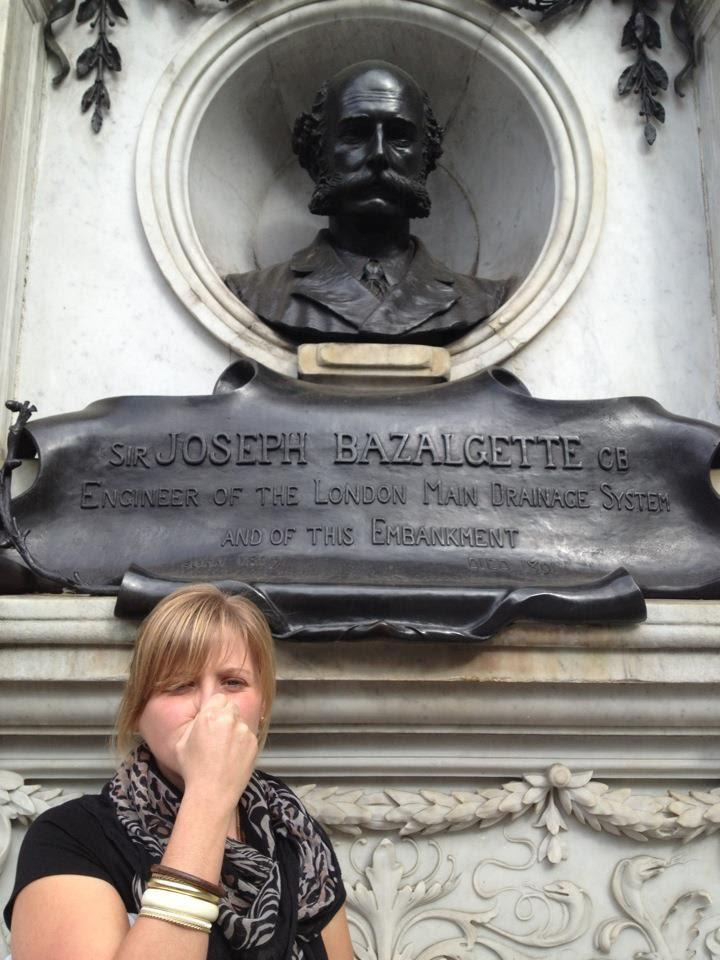 SIR JOSEPH BAZALGETTE CB
ENGINEER OF THE LONDON MAIN DRAINAGE SYSTEM
AND OF THIS EMBANKMENT